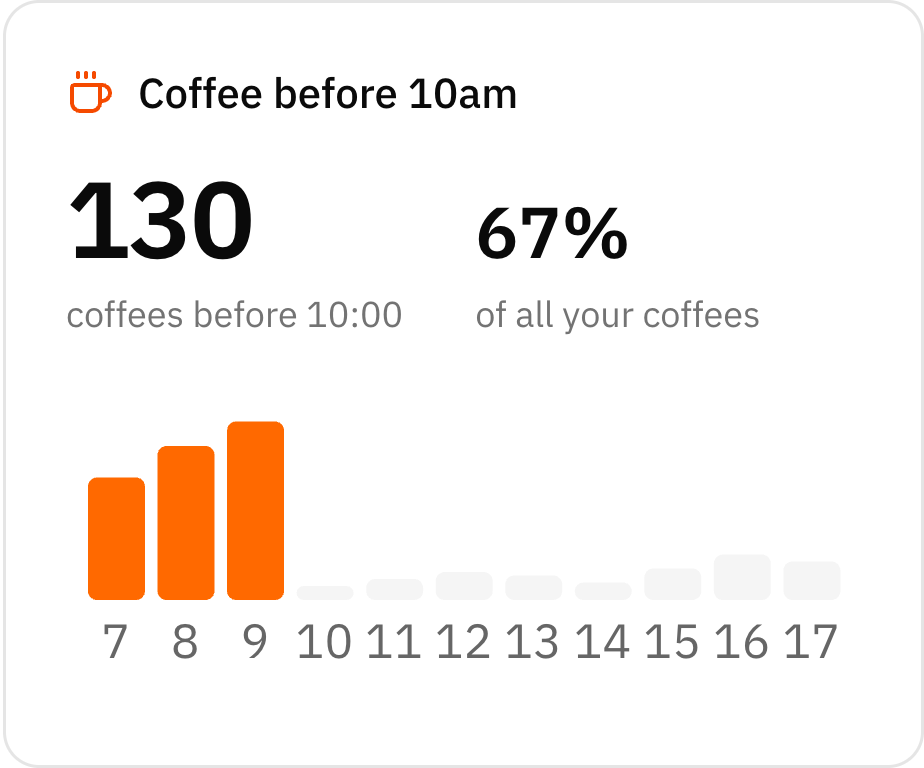 Coffee before 10am
130
coffees before 10:00
67%
of all your coffees
7 8 9 10 11 12 13 14 15 16 17